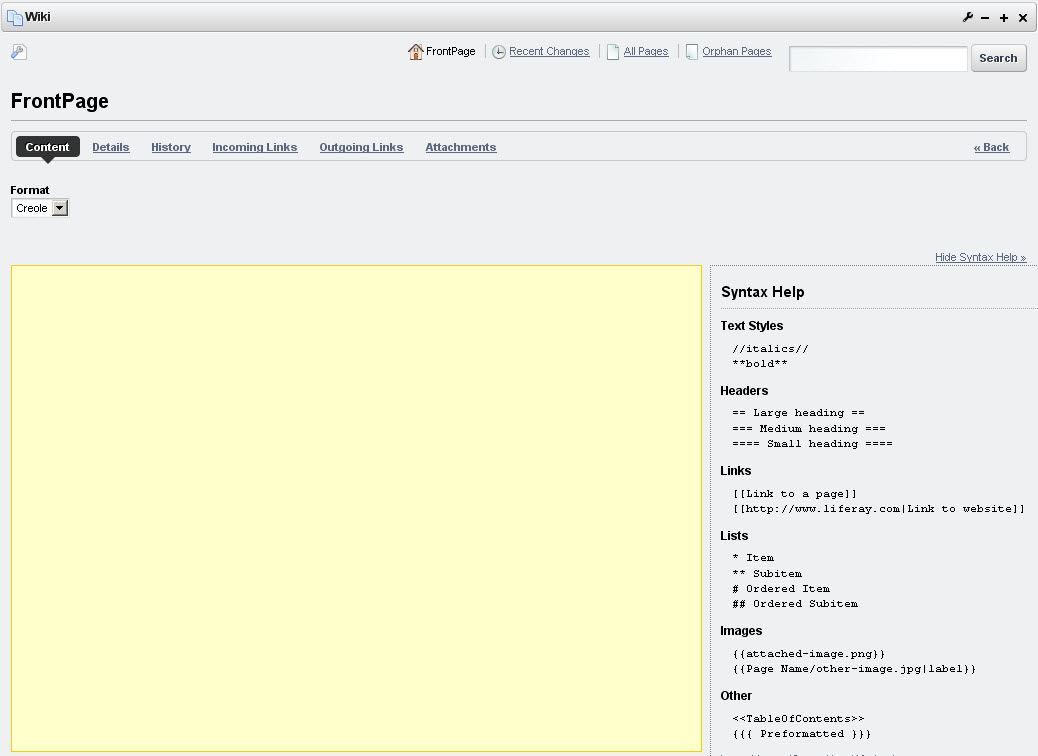 Wiki
FrontPage Recent Changes All Pages Orphan Pages Search
FrontPage
Content Details History Incoming Links Outgoing Links Attachments « Back
Format
Creole
Hide Syntax Help »
Syntax Help
Text Styles
//italics//
**bold**
Headers
== Large heading ==
=== Medium heading ===
==== Small heading ====
Links
[[Link to a page]]
[[http://www.liferay.com|Link to website]]
Lists
* Item
** Subitem
# Ordered Item
## Ordered Subitem
Images
{{attached-image.png}}
{{Page Name/other-image.jpg|label}}
Other
<<TableOfContents>>
{{{ Preformatted }}}